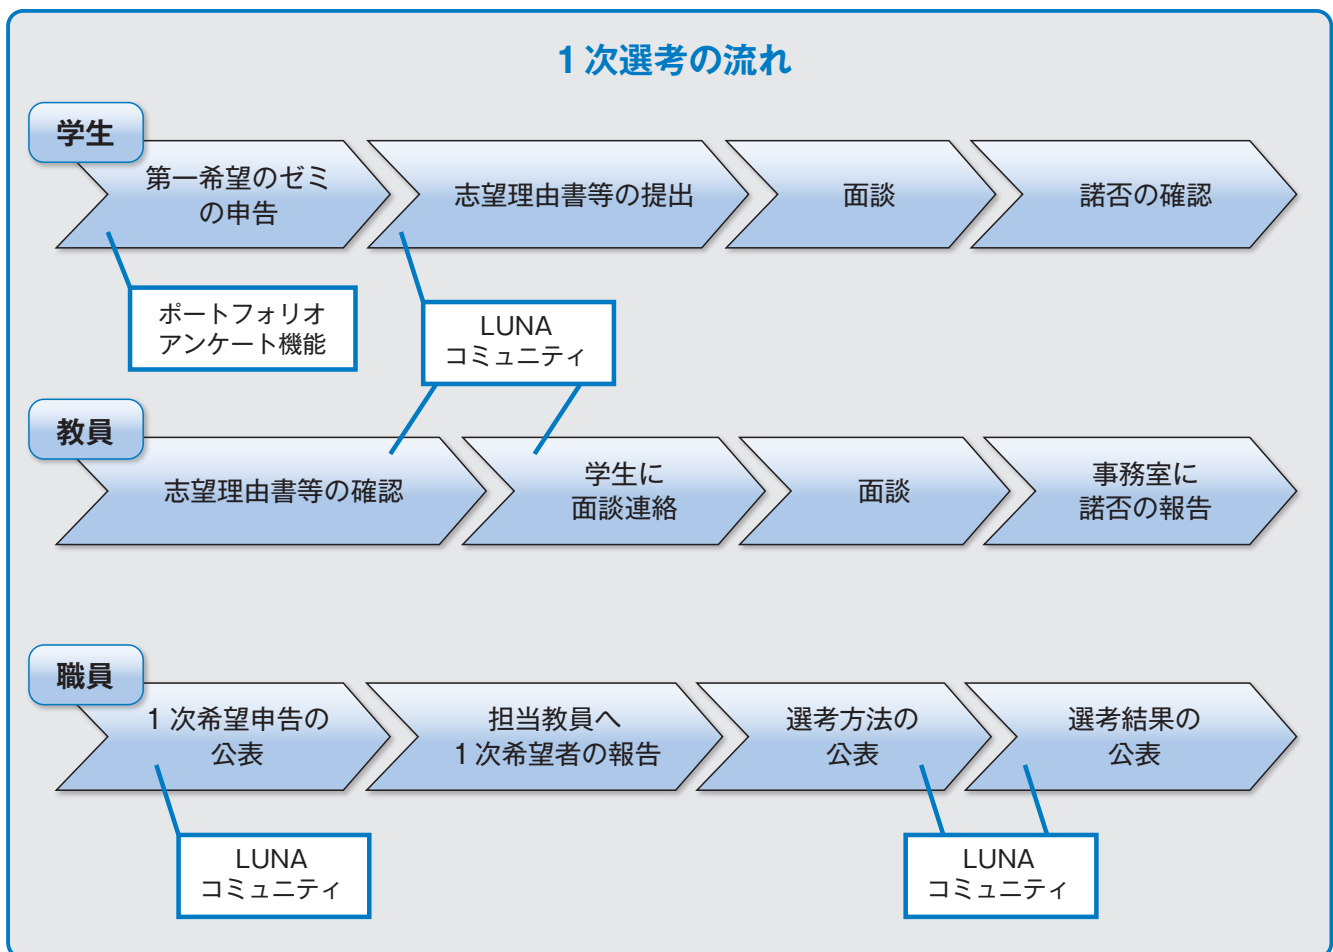 1次選考の流れ
学生
第一希望のゼミ
の申告
志望理由書等の提出
面談
諾否の確認
ポートフォリオ
アンケート機能
LUNA
コミュニティ
教員
志望理由書等の確認
学生に
面談連絡
面談
事務室に
諾否の報告
職員
1次希望申告の
公表
担当教員へ
1次希望者の報告
選考方法の
公表
選考結果の
公表
LUNA
コミュニティ
LUNA
コミュニティ